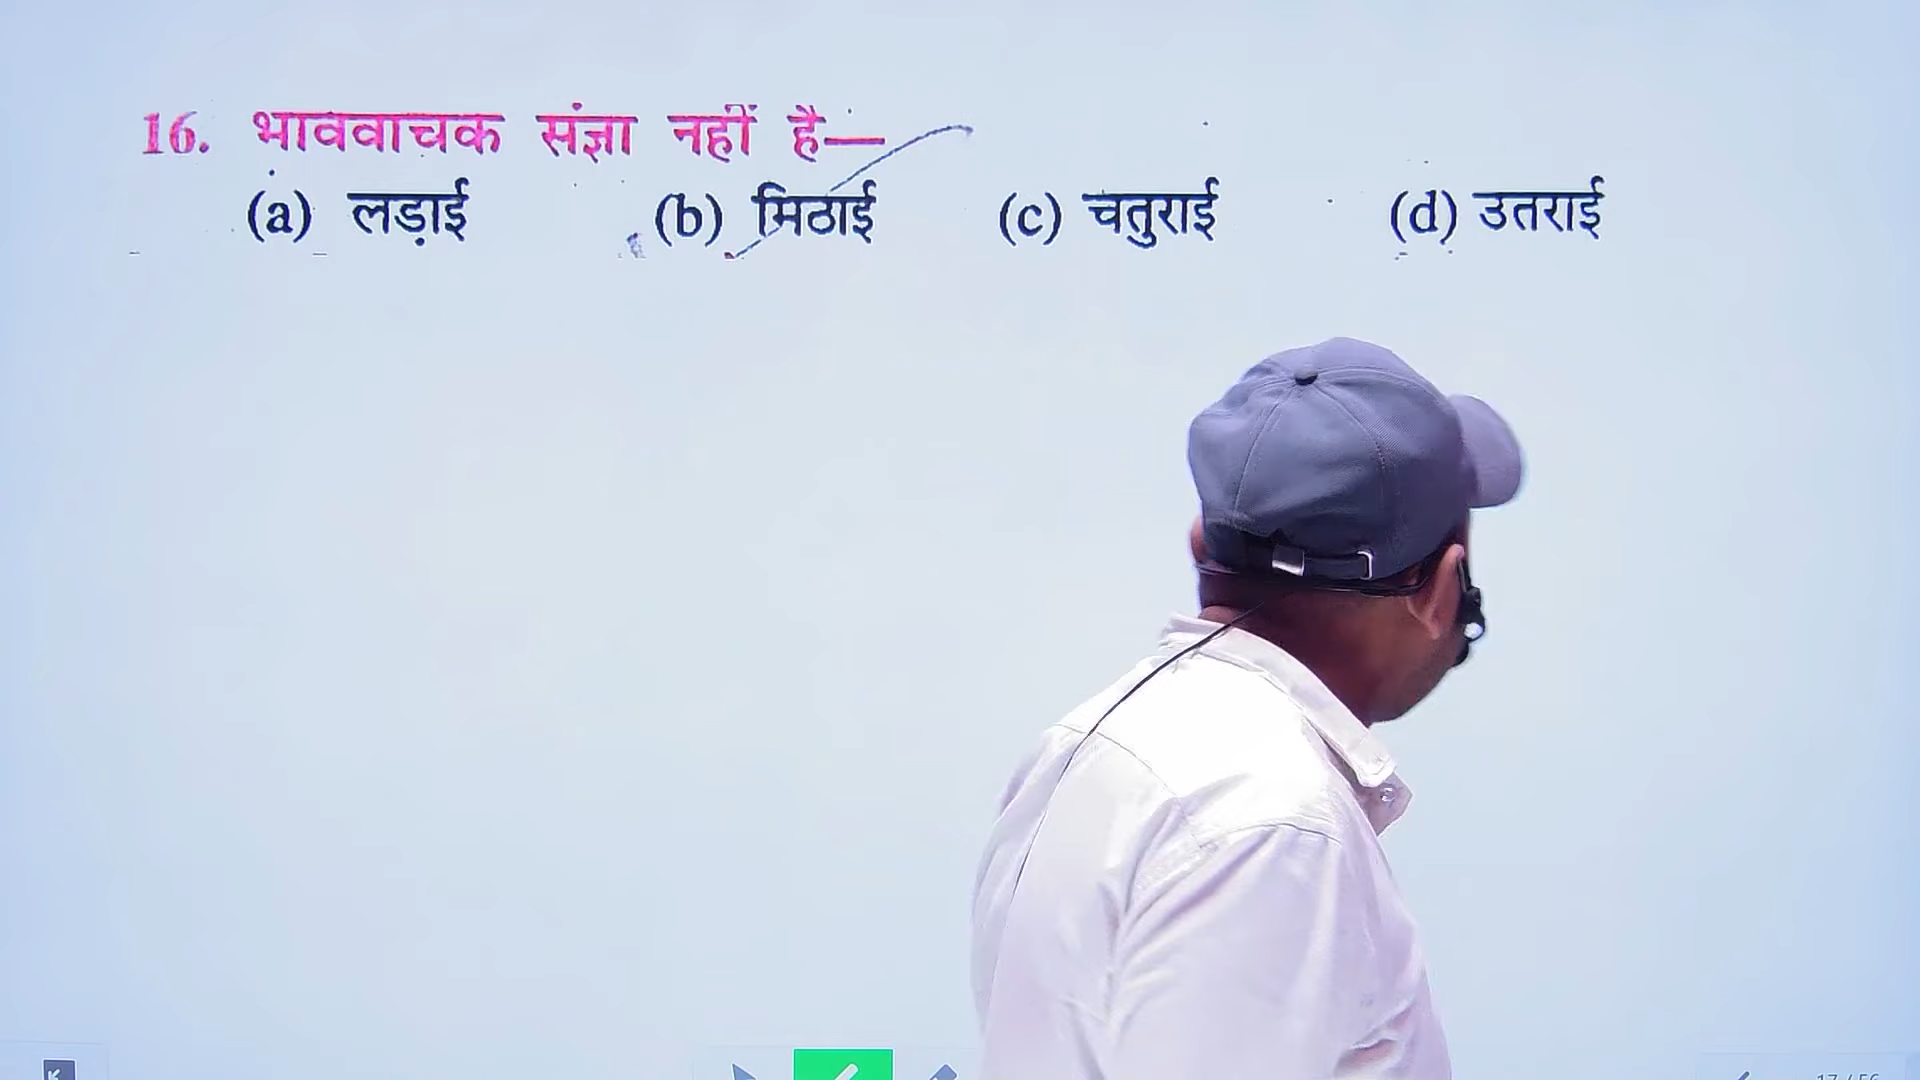 16. भाववाचक संज्ञा नहीं है—
(a) लड़ाई (b) मिठाई (c) चतुराई (d) उतराई